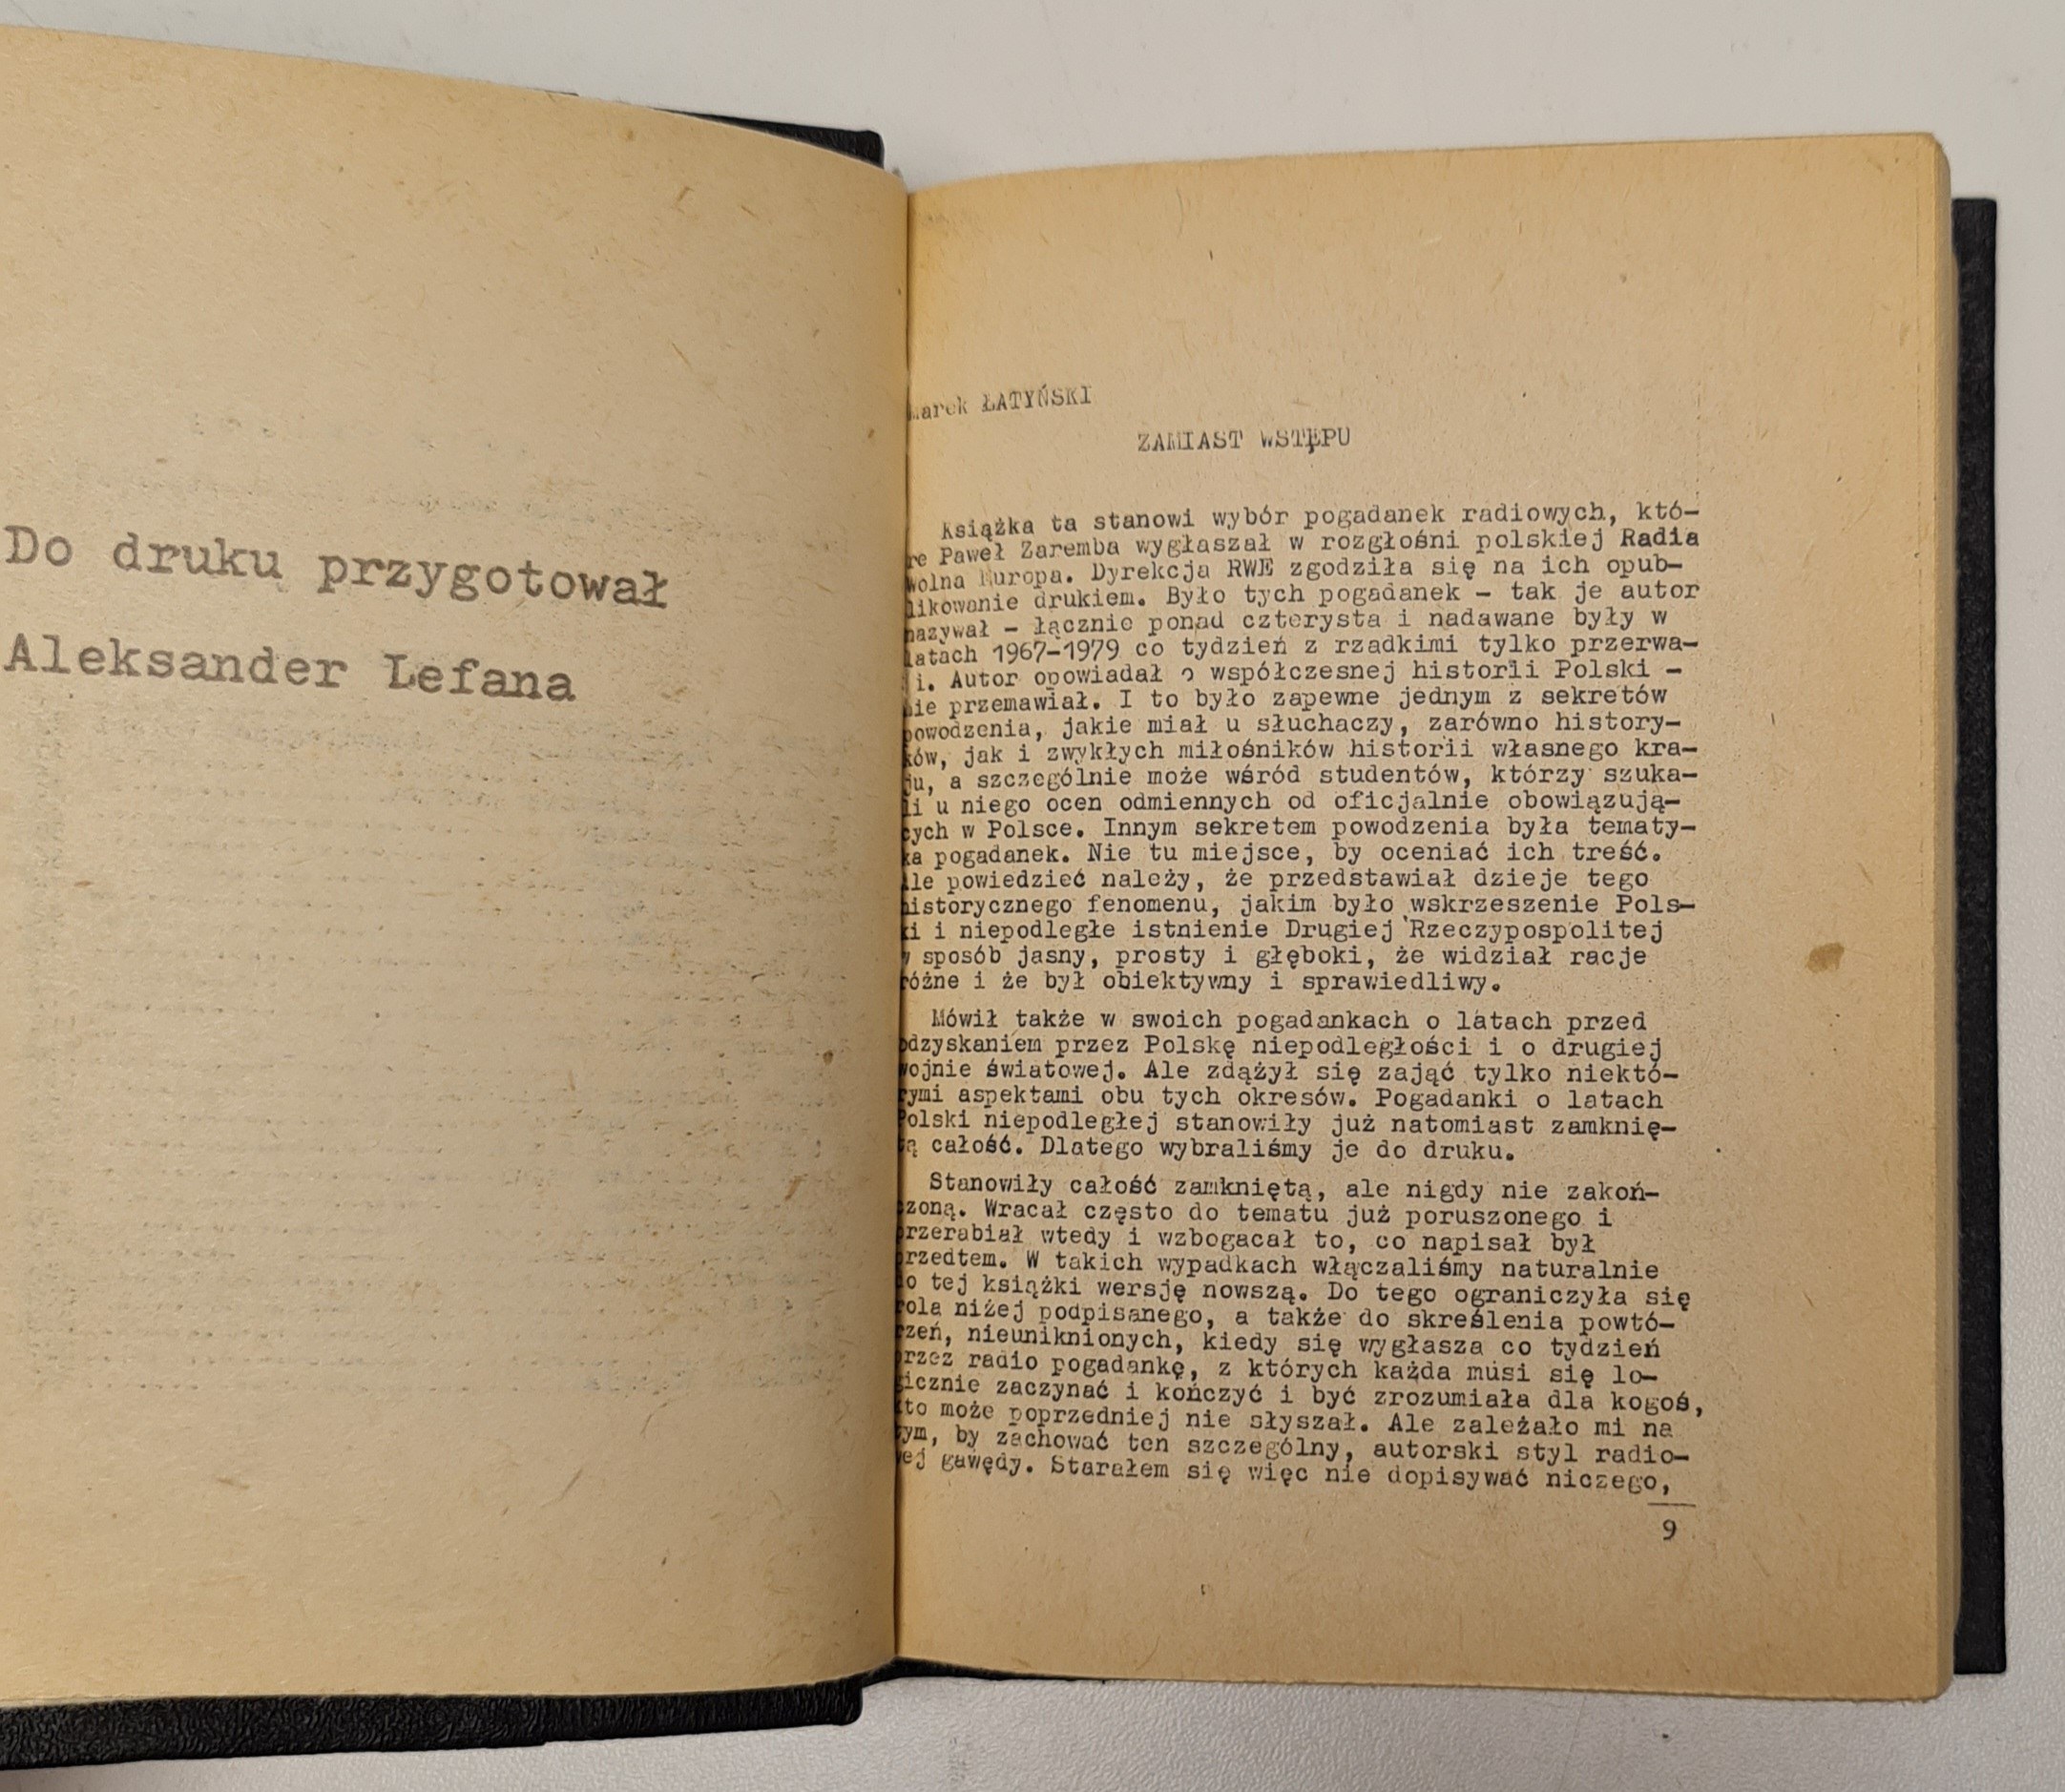 Do druku przygotował
Aleksander Lefana
Marek ŁATYŃSKI
ZAMIAST WSTĘPU
Książka ta stanowi wybór pogadanek radiowych, któ-
re Paweł Zaremba wygłaszał w rozgłośni polskiej Radia
Wolna Europa. Dyrekcja RWE zgodziła się na ich opub-
likowanie drukiem. Było tych pogadanek - tak je autor
nazywał - łącznie ponad czterysta i nadawane były w
latach 1967-1979 co tydzień z rzadkimi tylko przerwa-
i. Autor opowiadał o współczesnej historii Polski -
nie przemawiał. I to było zapewne jednym z sekretów
powodzenia, jakie miał u słuchaczy, zarówno history-
ków, jak i zwykłych miłośników historii własnego kra-
ju, a szczególnie może wśród studentów, którzy szuka-
li u niego ocen odmiennych od oficjalnie obowiązują-
cych w Polsce. Innym sekretem powodzenia była tematy-
ka pogadanek. Nie tu miejsce, by oceniać ich treść.
Ale powiedzieć należy, że przedstawiał dzieje tego
historycznego fenomenu, jakim było wskrzeszenie Pols-
ki i niepodległe istnienie Drugiej Rzeczypospolitej
w sposób jasny, prosty i głęboki, że widział racje
różne i że był obiektywny i sprawiedliwy.
Mówił także w swoich pogadankach o latach przed
odzyskaniem przez Polskę niepodległości i o drugiej
wojnie światowej. Ale zdążył się zająć tylko niektó-
rymi aspektami obu tych okresów. Pogadanki o latach
Polski niepodległej stanowiły już natomiast zamknię-
tą całość. Dlatego wybraliśmy je do druku.
Stanowiły całość zamkniętą, ale nigdy nie zakoń-
czoną. Wracał często do tematu już poruszonego i
przerabiał wtedy i wzbogacał to, co napisał był
przedtem. W takich wypadkach włączaliśmy naturalnie
do tej książki wersję nowszą. Do tego ograniczyła się
rola niżej podpisanego, a także do skreślenia powtó-
rzeń, nieuniknionych, kiedy się wygłasza co tydzień
przez radio pogadankę, z których każda musi się lo-
gicznie zaczynać i kończyć i być zrozumiała dla kogoś,
kto może poprzedniej nie słyszał. Ale zależało mi na
tym, by zachować ten szczególny, autorski styl radio-
wej gawędy. Starałem się więc nie dopisywać niczego,
9